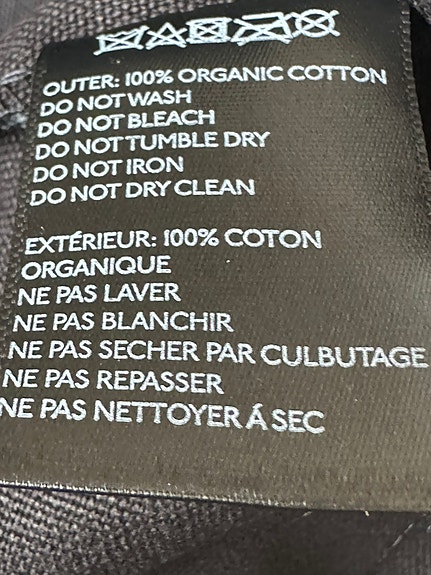 OUTER: 100% ORGANIC COTTON
DO NOT WASH
DO NOT BLEACH
DO NOT TUMBLE DRY
DO NOT IRON
DO NOT DRY CLEAN
EXTÉRIEUR: 100% COTON
ORGANIQUE
NE PAS LAVER
NE PAS BLANCHIR
NE PAS SECHER PAR CULBUTAGE
NE PAS REPASSER
NE PAS NETTOYER Á SEC